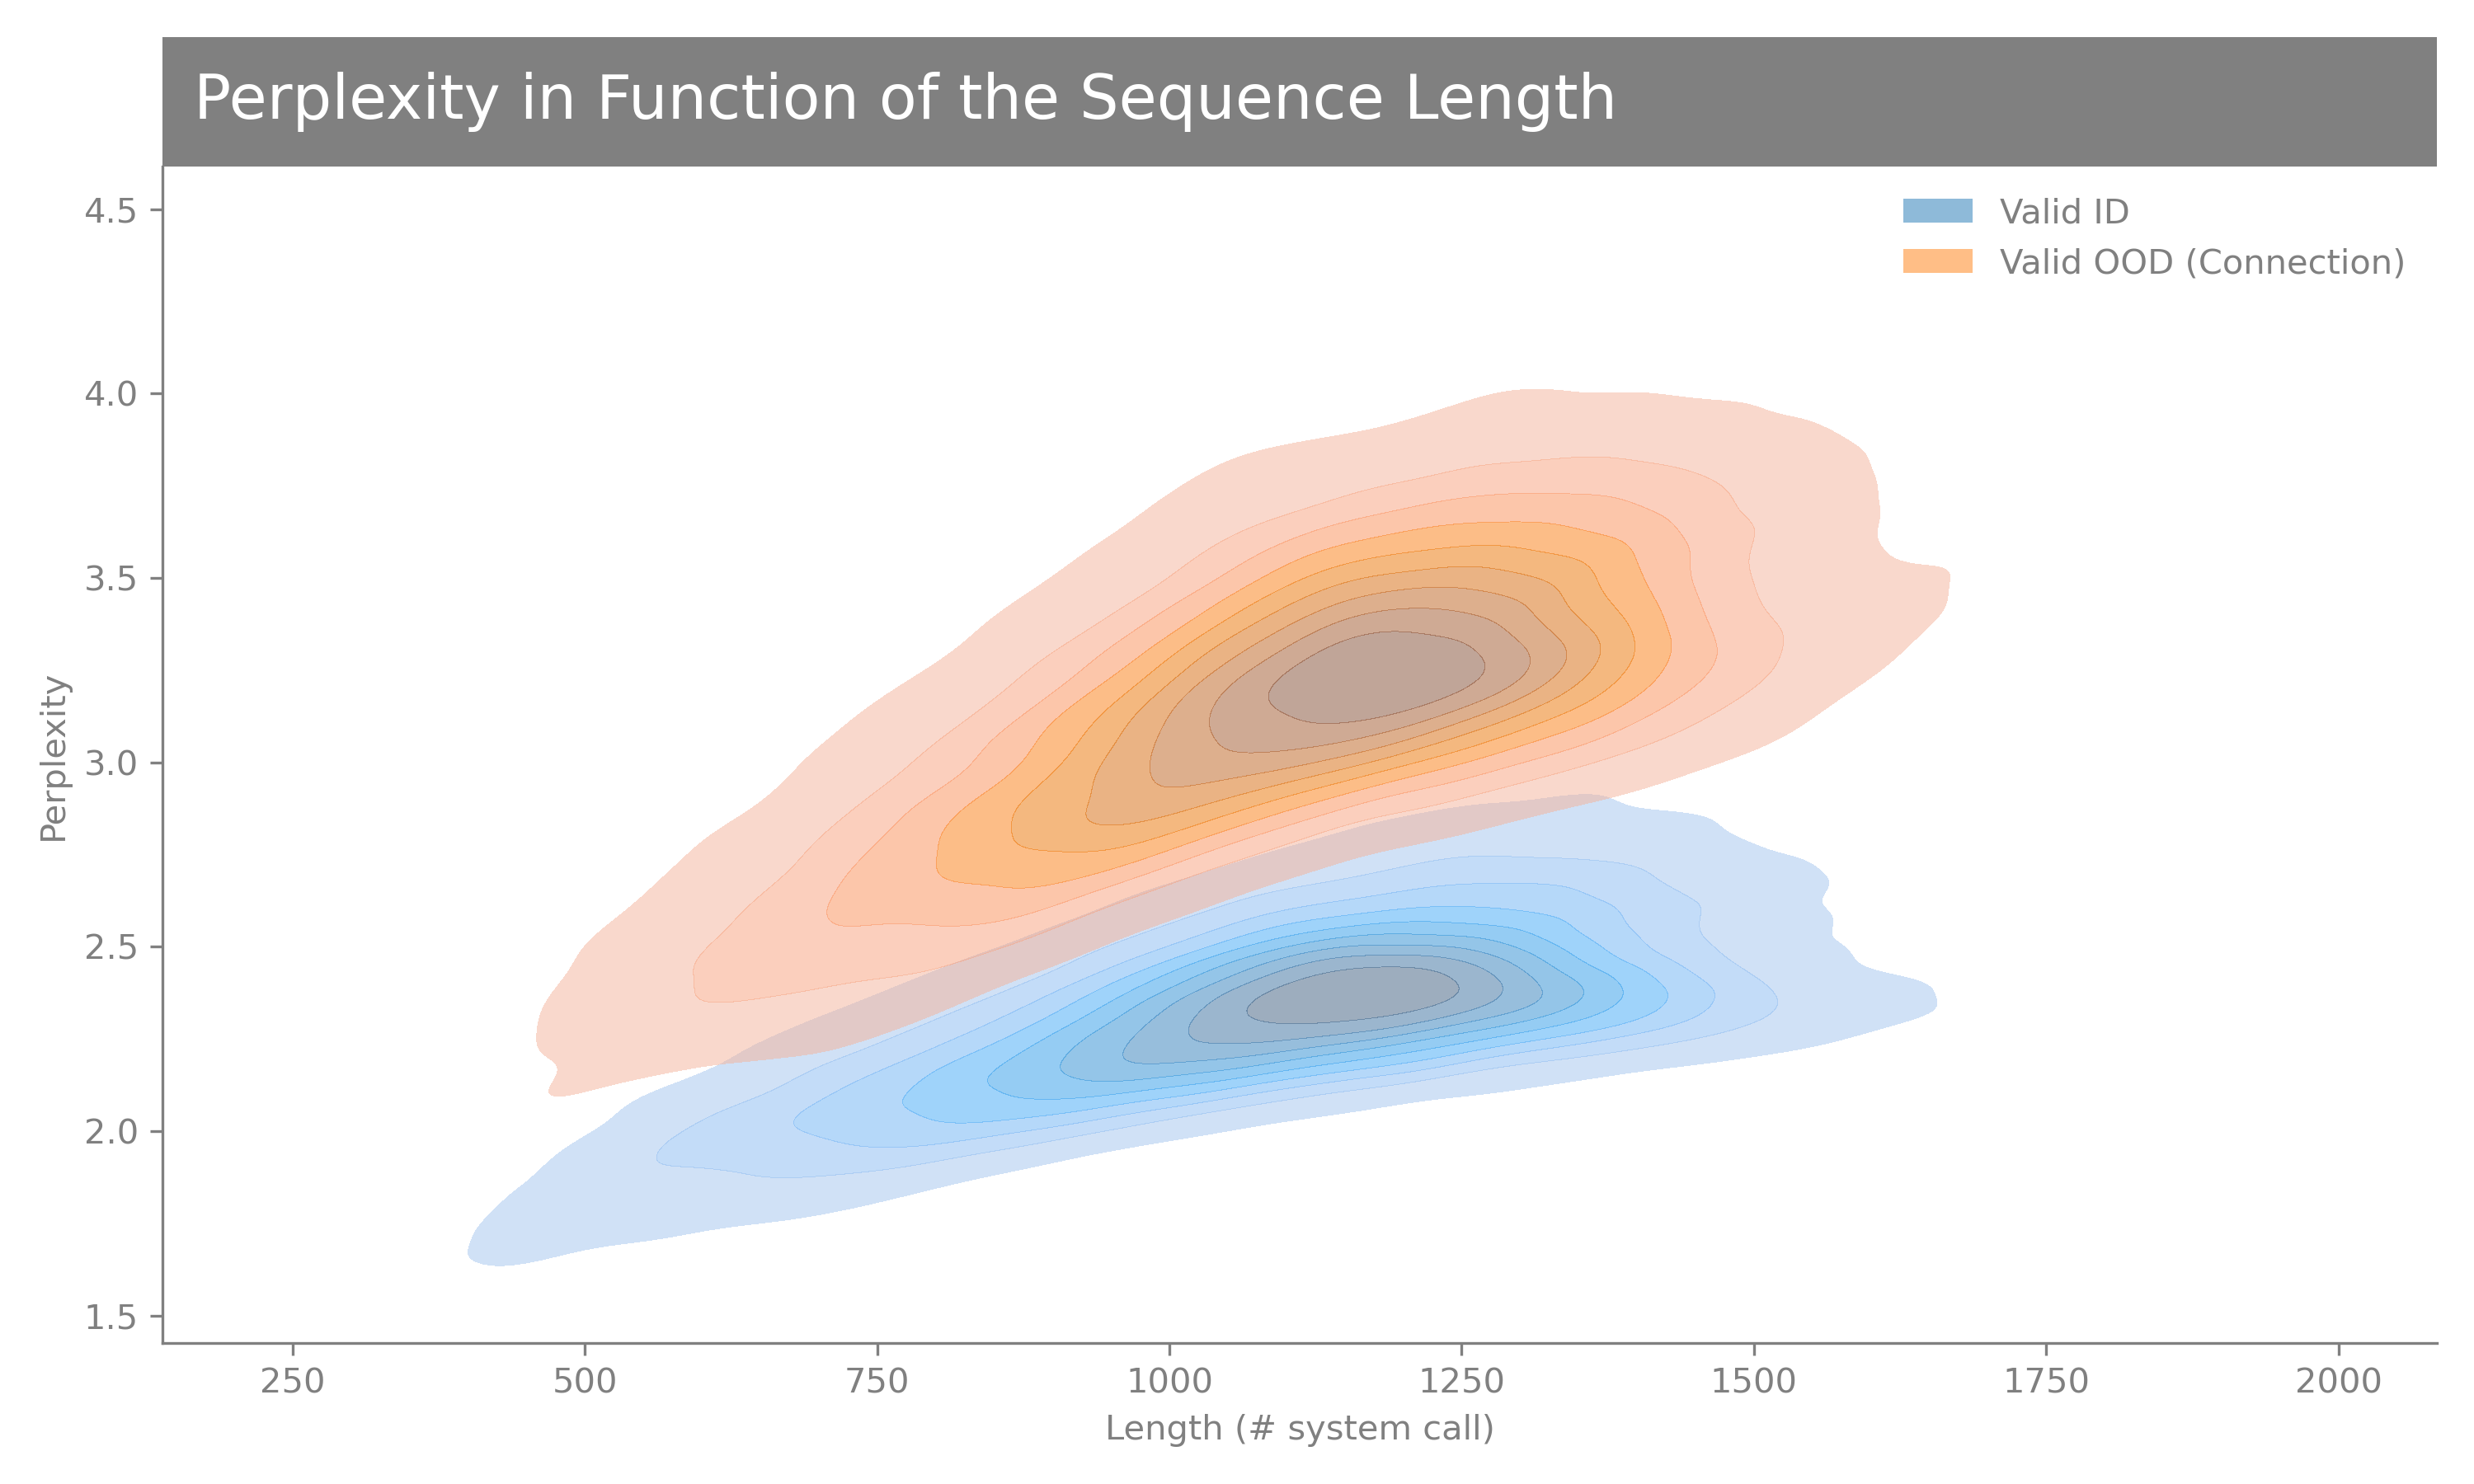 Perplexity in Function of the Sequence Length
Valid ID
Valid OOD (Connection)
4.5
4.0
3.5
3.0
2.5
2.0
1.5
Perplexity
250 500 750 1000 1250 1500 1750 2000
Length (# system call)